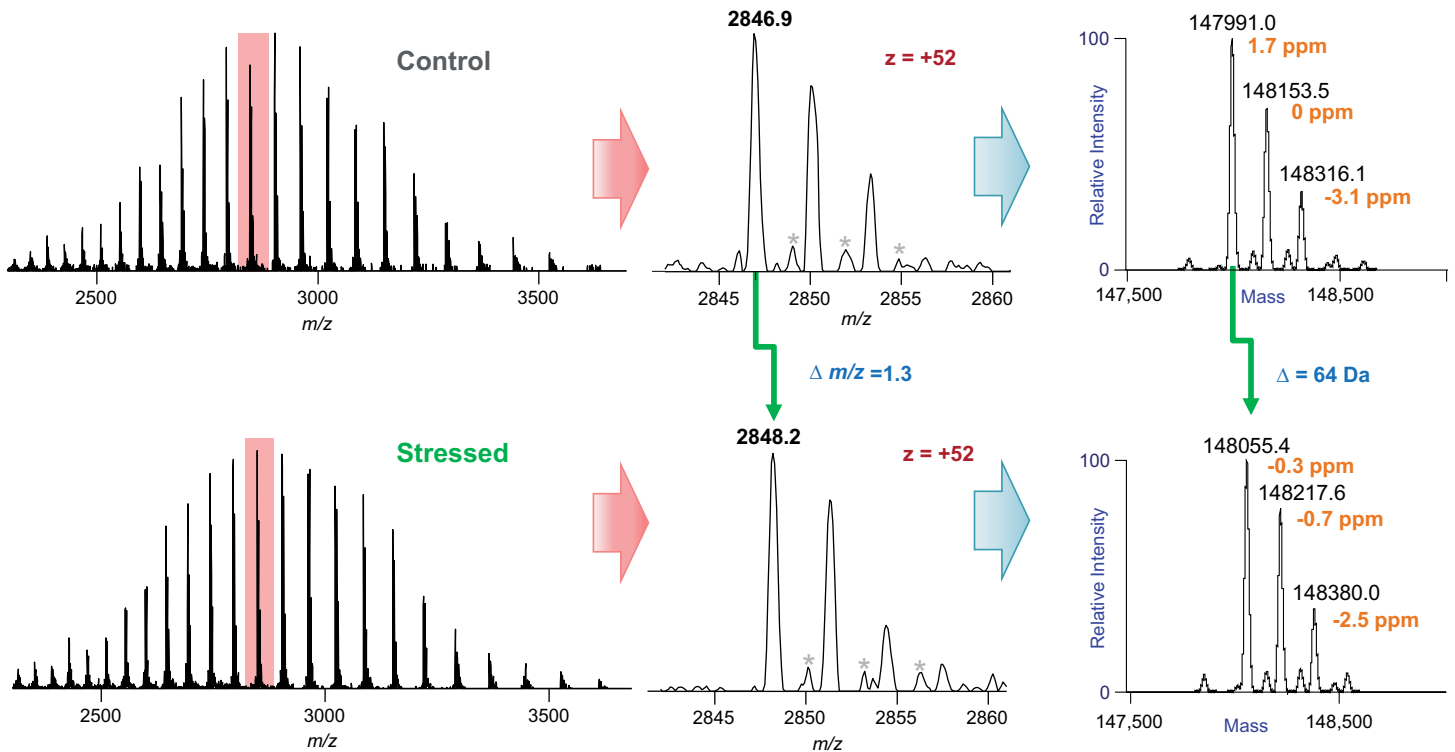 Control
2500
3000
3500
m/z
2846.9
z = +52
*
*
*
2845
2850
2855
2860
m/z
Δ m/z =1.3
147991.0
1.7 ppm
148153.5
0 ppm
148316.1
-3.1 ppm
100
Relative Intensity
0
147,500
Mass
148,500
Δ = 64 Da
Stressed
2500
3000
3500
m/z
2848.2
z = +52
*
*
*
2845
2850
2855
2860
m/z
148055.4
-0.3 ppm
148217.6
-0.7 ppm
148380.0
-2.5 ppm
100
Relative Intensity
0
147,500
Mass
148,500